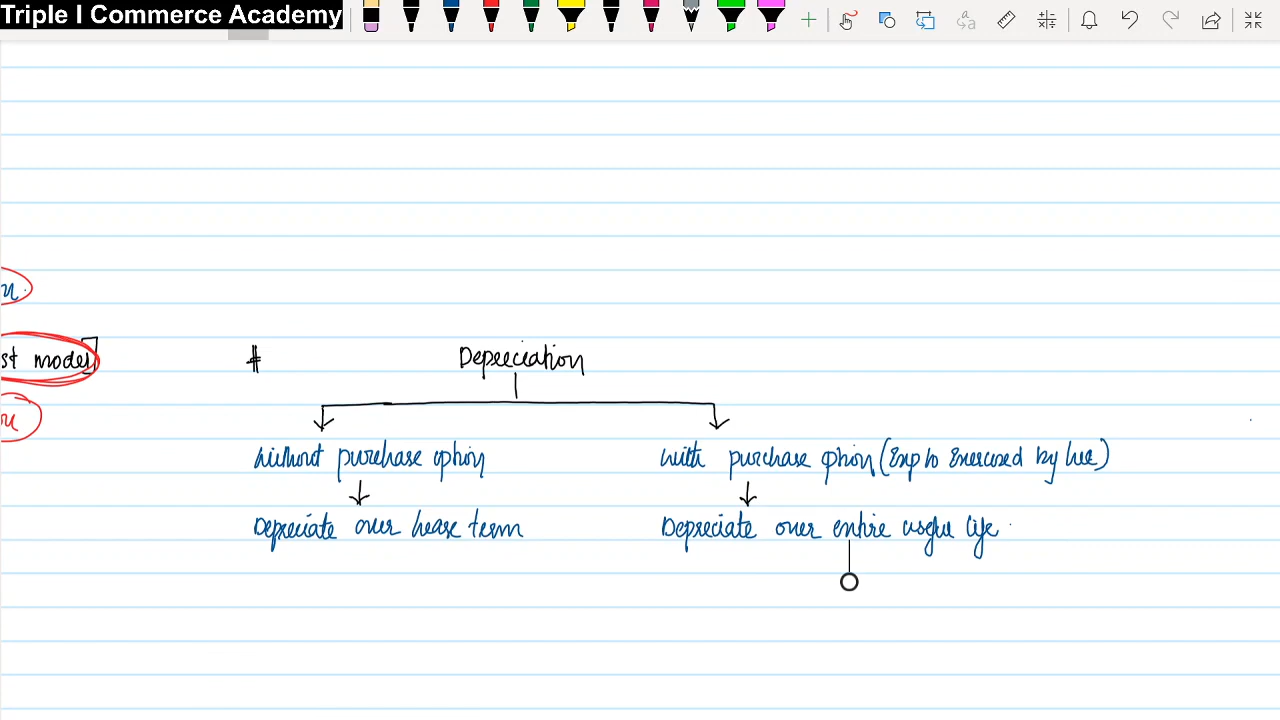 Triple I Commerce Academy
st model]
# Depreciation
Without purchase option
With purchase option (Exp to Exercised by lee)
Depreciate over lease term
Depreciate over entire useful life